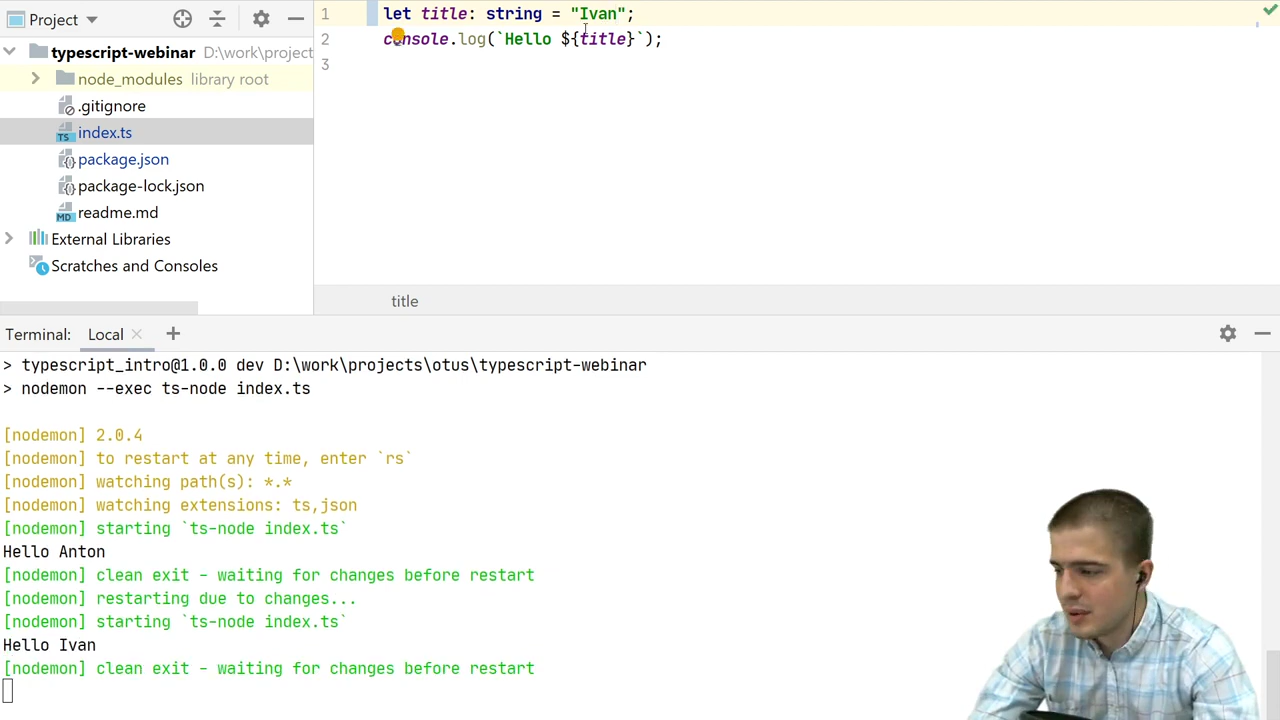 Project
typescript-webinar D:\work\project
node_modules library root
.gitignore
TS index.ts
package.json
package-lock.json
MD readme.md
External Libraries
Scratches and Consoles
1 let title: string = "Ivan";
2 console.log(`Hello ${title}`);
3
title
Terminal: Local
> typescript_intro@1.0.0 dev D:\work\projects\otus\typescript-webinar
> nodemon --exec ts-node index.ts
[nodemon] 2.0.4
[nodemon] to restart at any time, enter `rs`
[nodemon] watching path(s): *.*
[nodemon] watching extensions: ts,json
[nodemon] starting `ts-node index.ts`
Hello Anton
[nodemon] clean exit - waiting for changes before restart
[nodemon] restarting due to changes...
[nodemon] starting `ts-node index.ts`
Hello Ivan
[nodemon] clean exit - waiting for changes before restart